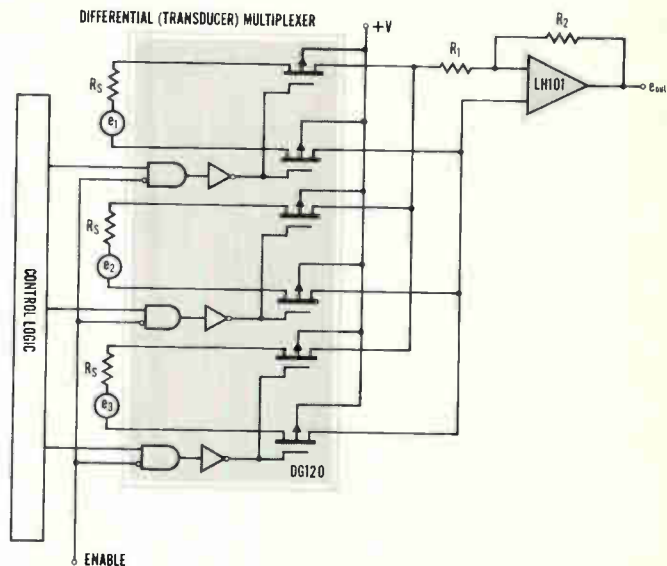 DIFFERENTIAL (TRANSDUCER) MULTIPLEXER
+V
R2
R1
LH101
eout
RS
e1
RS
e2
CONTROL LOGIC
RS
e3
DG120
ENABLE